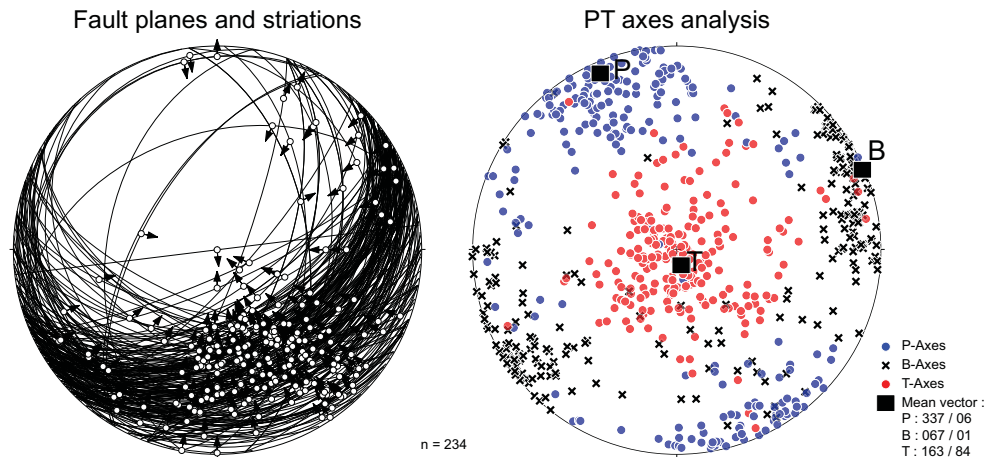 Fault planes and striations
PT axes analysis
P
B
T
n = 234
P-Axes
B-Axes
T-Axes
Mean vector :
P : 337 / 06
B : 067 / 01
T : 163 / 84